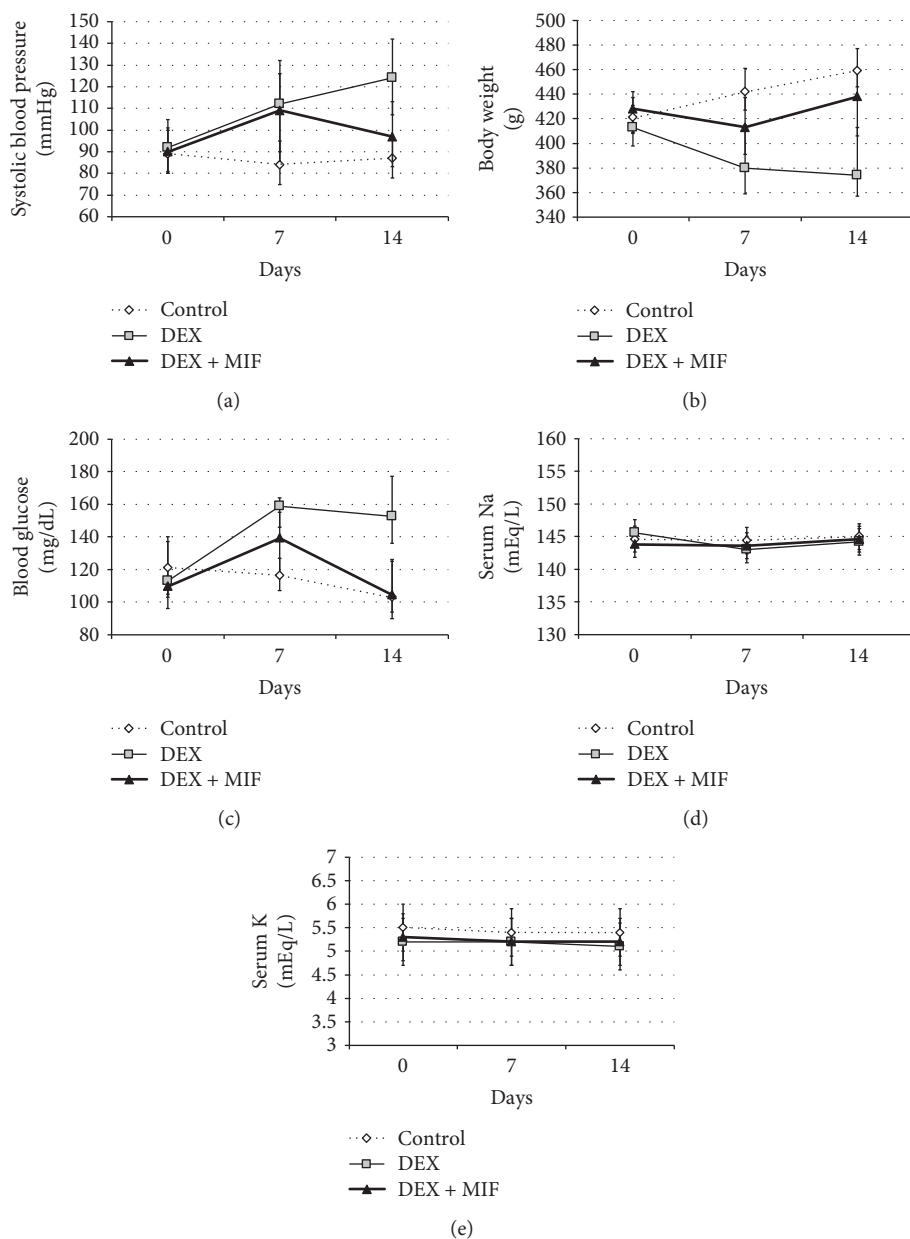 Systolic blood pressure
(mmHg)
150
140
130
120
110
100
90
80
70
60
0 7 14
Days
Control
DEX
DEX + MIF
(a)
Body weight
(g)
500
480
460
440
420
400
380
360
340
0 7 14
Days
Control
DEX
DEX + MIF
(b)
Blood glucose
(mg/dL)
200
180
160
140
120
100
80
0 7 14
Days
Control
DEX
DEX + MIF
(c)
Serum Na
(mEq/L)
160
155
150
145
140
135
130
0 7 14
Days
Control
DEX
DEX + MIF
(d)
Serum K
(mEq/L)
7
6.5
6
5.5
5
4.5
4
3.5
3
0 7 14
Days
Control
DEX
DEX + MIF
(e)